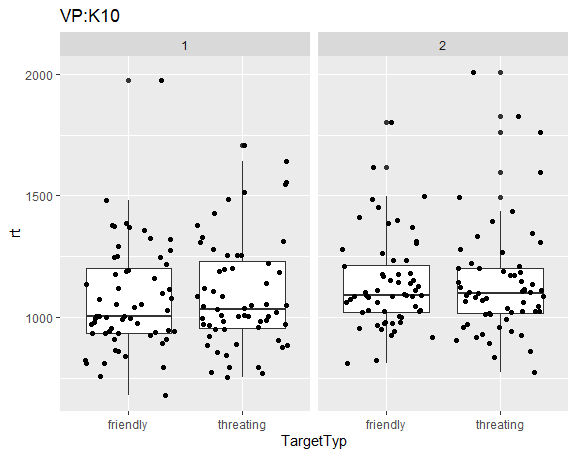 VP:K10
1
2
2000
1500
1000
rt
friendly
threating
friendly
threating
TargetTyp